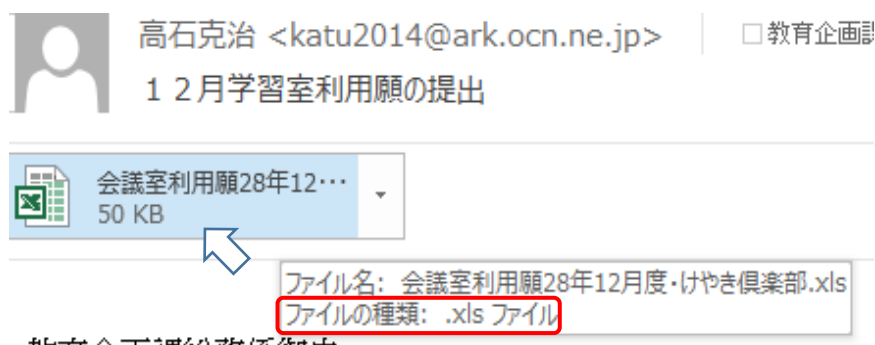 高石克治 <katu2014@ark.ocn.ne.jp> 教育企画課
１２月学習室利用願の提出
会議室利用願28年12…
50 KB
ファイル名: 会議室利用願28年12月度・けやき倶楽部.xls
ファイルの種類: .xls ファイル